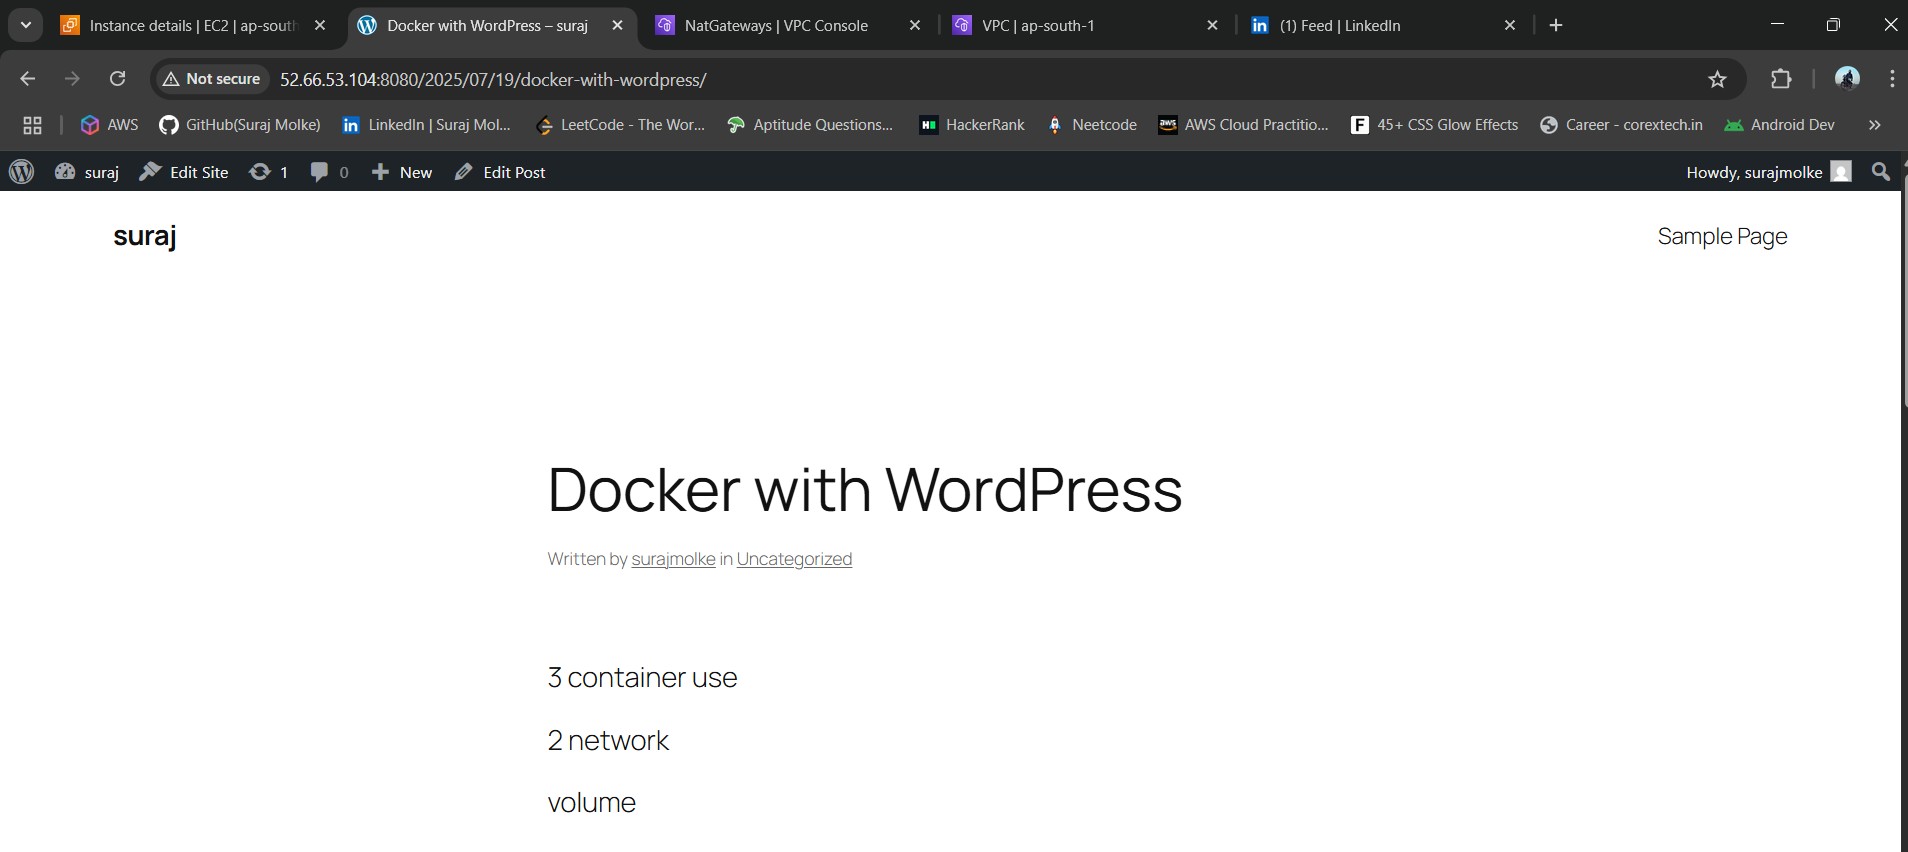 Instance details | EC2 | ap-south
Docker with WordPress – suraj
NatGateways | VPC Console
VPC | ap-south-1
in (1) Feed | LinkedIn
Not secure 52.66.53.104:8080/2025/07/19/docker-with-wordpress/
AWS
GitHub(Suraj Molke)
in LinkedIn | Suraj Mol...
LeetCode - The Wor...
Aptitude Questions...
HackerRank
Neetcode
aws AWS Cloud Practitio...
F 45+ CSS Glow Effects
Career - corextech.in
Android Dev
»
suraj Edit Site 1 0 New Edit Post
Howdy, surajmolke
suraj
Sample Page
Docker with WordPress
Written by surajmolke in Uncategorized
3 container use
2 network
volume